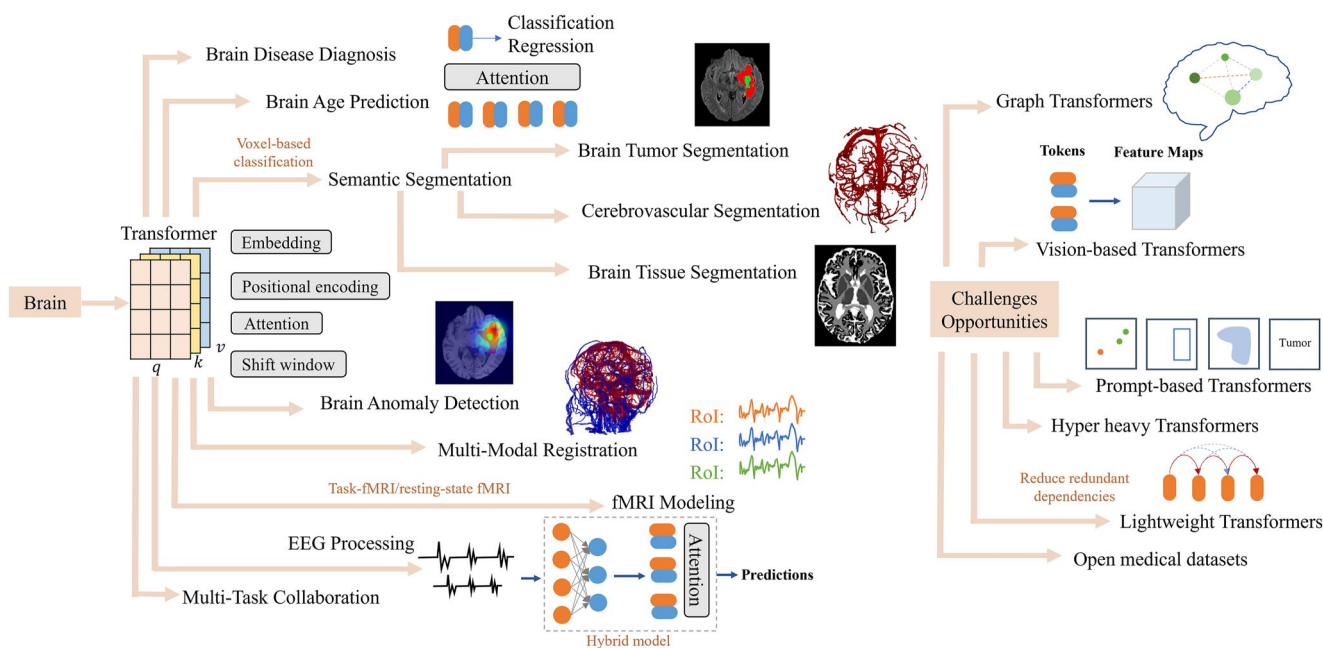 Brain Disease Diagnosis
Classification
Regression
Attention
Brain Age Prediction
Voxel-based
classification
Semantic Segmentation
Brain Tumor Segmentation
Cerebrovascular Segmentation
Brain Tissue Segmentation
Brain
Transformer
Embedding
Positional encoding
Attention
Shift window
q
k
v
Brain Anomaly Detection
Multi-Modal Registration
RoI:
RoI:
RoI:
Task-fMRI/resting-state fMRI
fMRI Modeling
EEG Processing
Attention
Predictions
Hybrid model
Multi-Task Collaboration
Graph Transformers
Tokens
Feature Maps
Vision-based Transformers
Challenges
Opportunities
Tumor
Prompt-based Transformers
Hyper heavy Transformers
Reduce redundant
dependencies
Lightweight Transformers
Open medical datasets